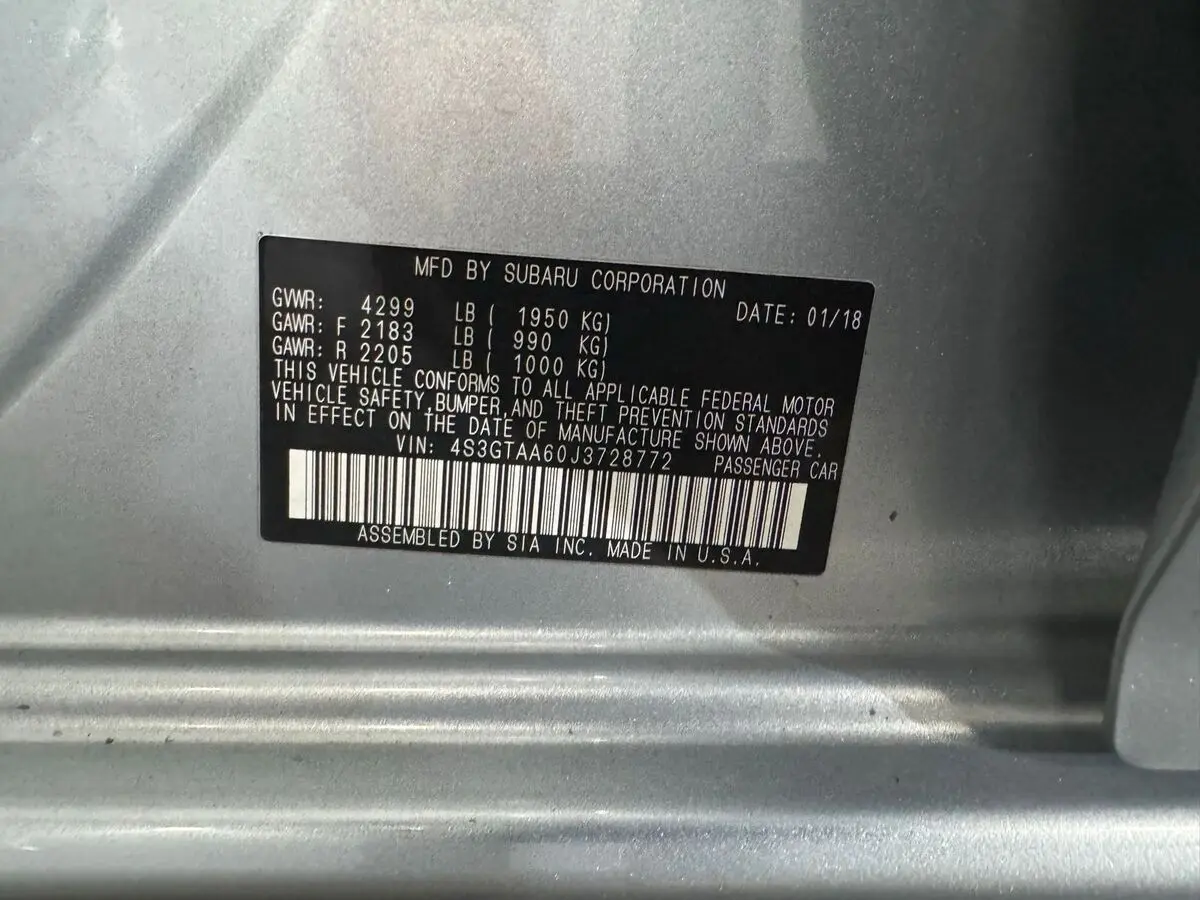 MFD BY SUBARU CORPORATION
GVWR: 4299 LB ( 1950 KG) DATE: 01/18
GAWR: F 2183 LB ( 990 KG)
GAWR: R 2205 LB ( 1000 KG)
THIS VEHICLE CONFORMS TO ALL APPLICABLE FEDERAL MOTOR
VEHICLE SAFETY,BUMPER,AND THEFT PREVENTION STANDARDS
IN EFFECT ON THE DATE OF MANUFACTURE SHOWN ABOVE.
VIN: 4S3GTAA60J3728772 PASSENGER CAR
ASSEMBLED BY SIA INC. MADE IN U.S.A.